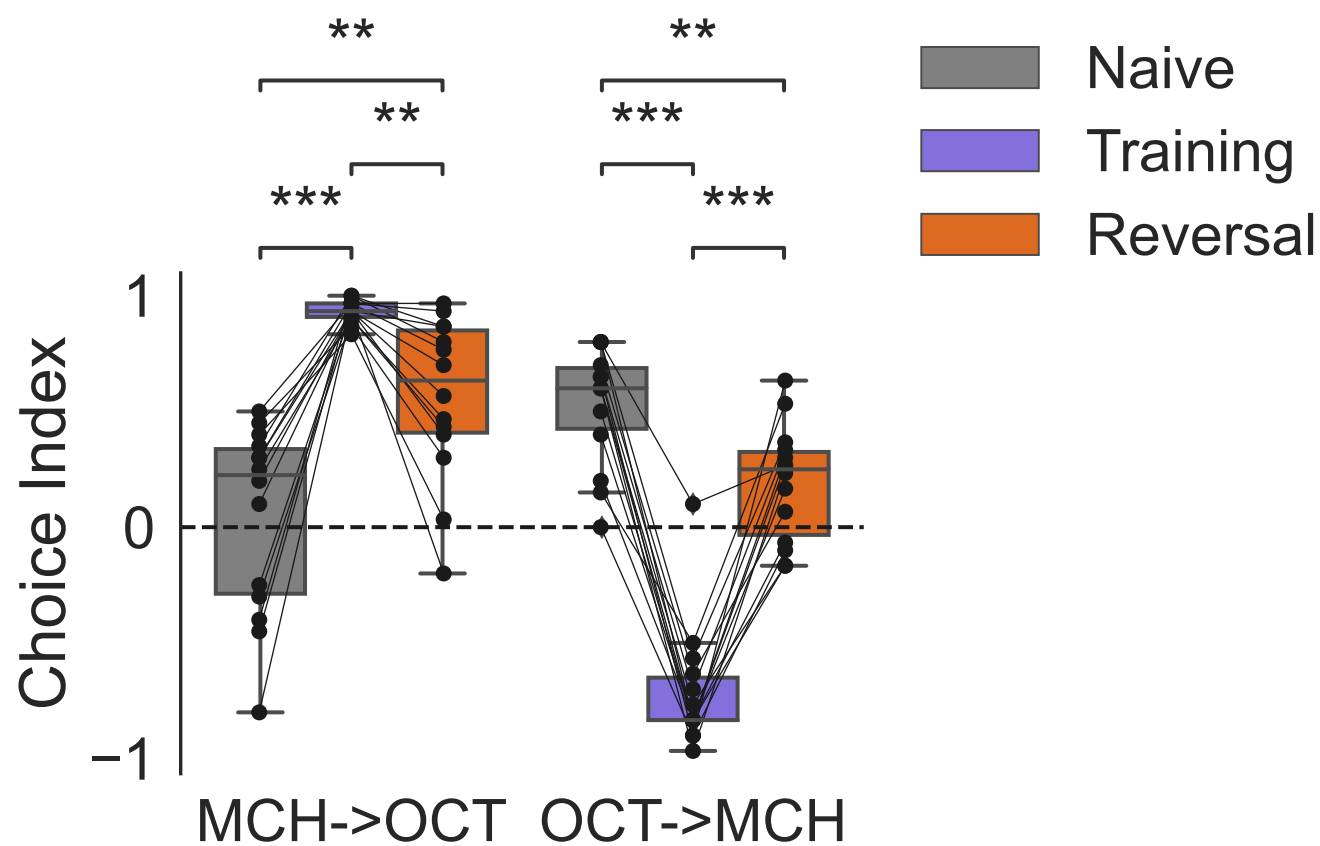 ** **
** ***
*** ***
Naive
Training
Reversal
Choice Index
1
0
−1
MCH->OCT OCT->MCH